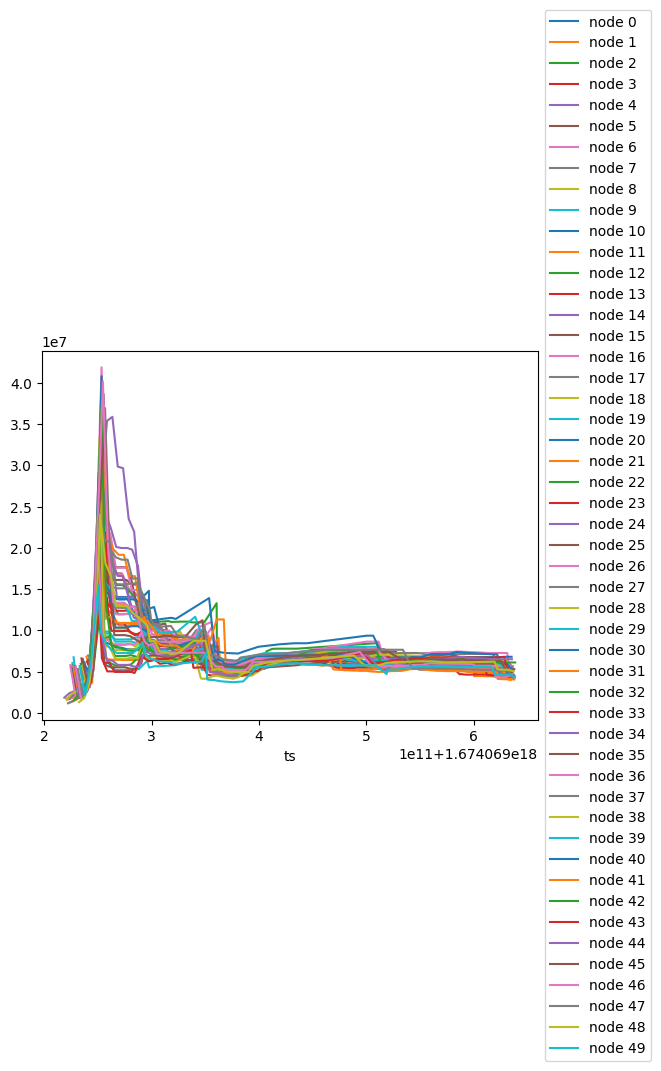 1e7
4.0
3.5
3.0
2.5
2.0
1.5
1.0
0.5
0.0
2 3 4 5 6
ts
1e11+1.674069e18
node 0
node 1
node 2
node 3
node 4
node 5
node 6
node 7
node 8
node 9
node 10
node 11
node 12
node 13
node 14
node 15
node 16
node 17
node 18
node 19
node 20
node 21
node 22
node 23
node 24
node 25
node 26
node 27
node 28
node 29
node 30
node 31
node 32
node 33
node 34
node 35
node 36
node 37
node 38
node 39
node 40
node 41
node 42
node 43
node 44
node 45
node 46
node 47
node 48
node 49